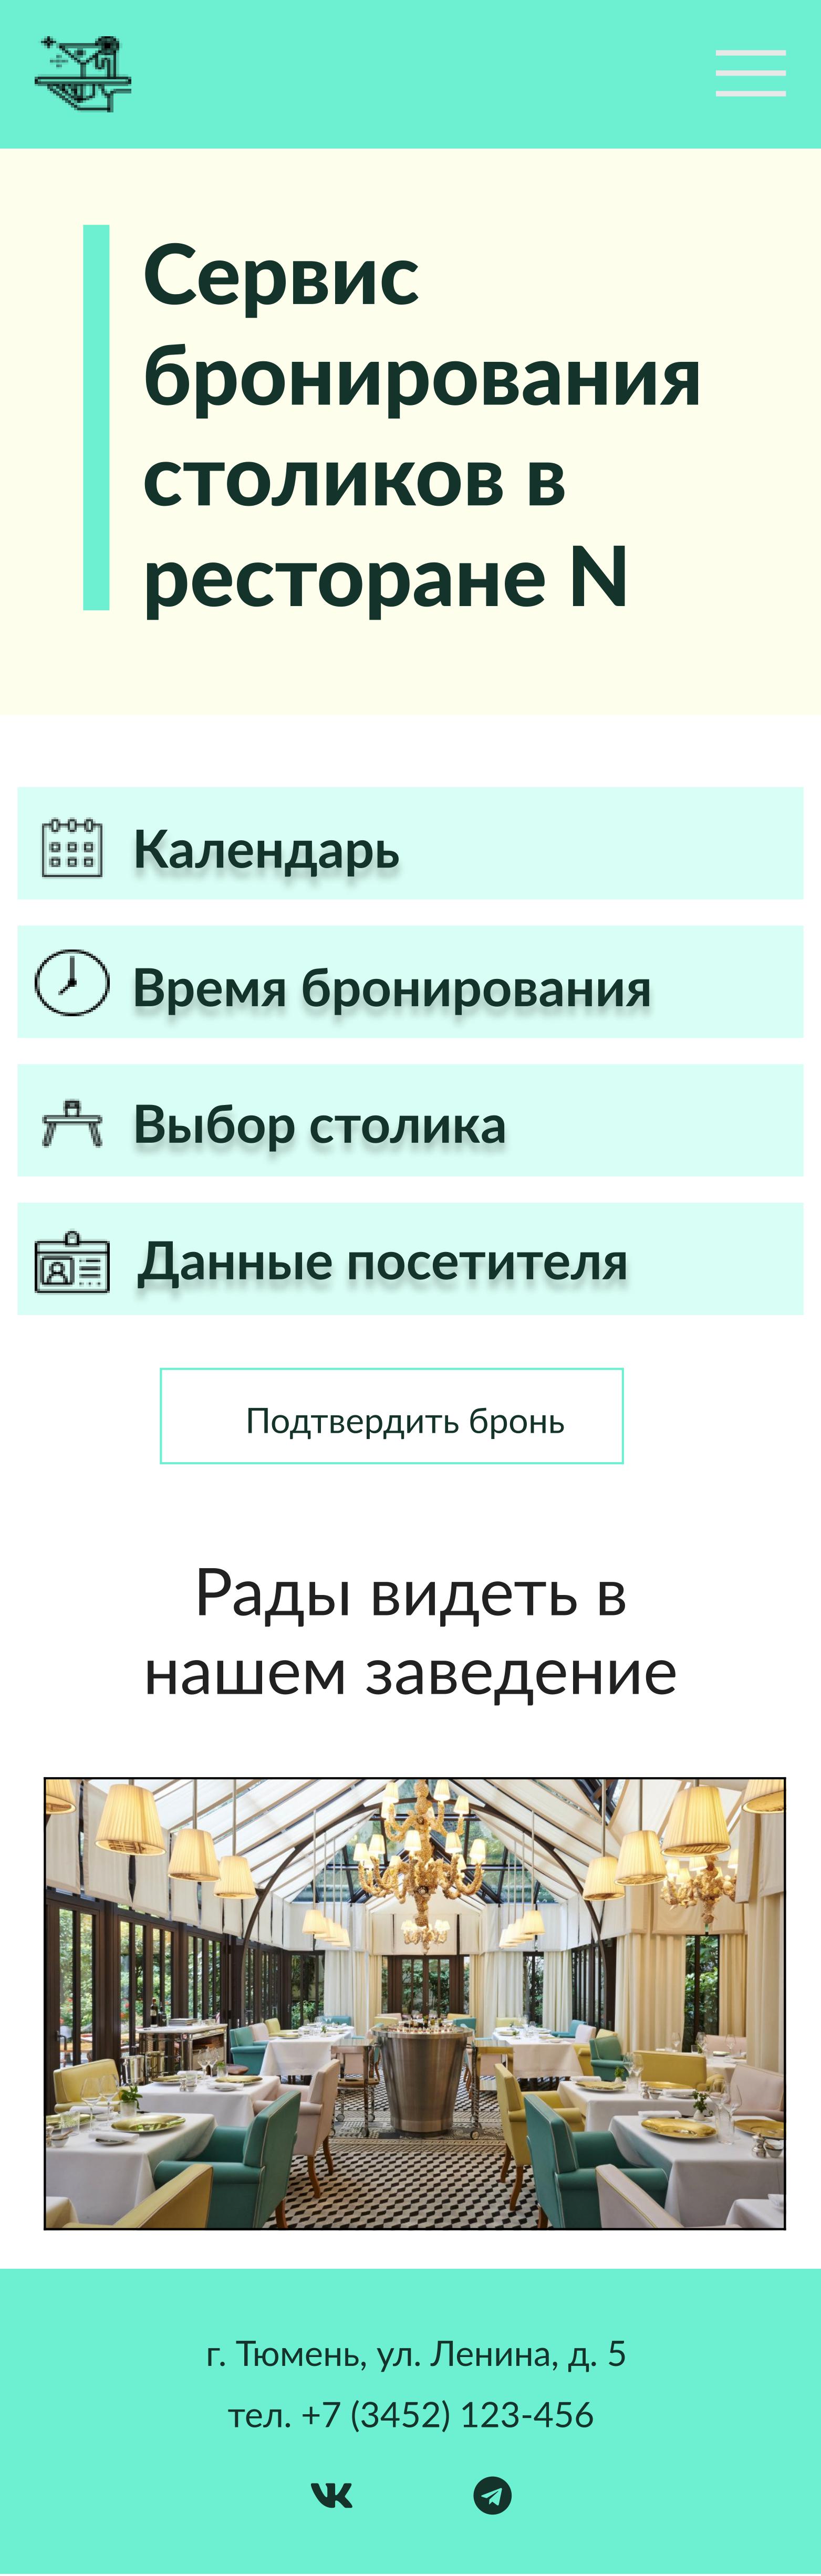 Сервис
бронирования
столиков в
ресторане N
Календарь
Время бронирования
Выбор столика
Данные посетителя
Подтвердить бронь
Рады видеть в
нашем заведение
г. Тюмень, ул. Ленина, д. 5
тел. +7 (3452) 123-456